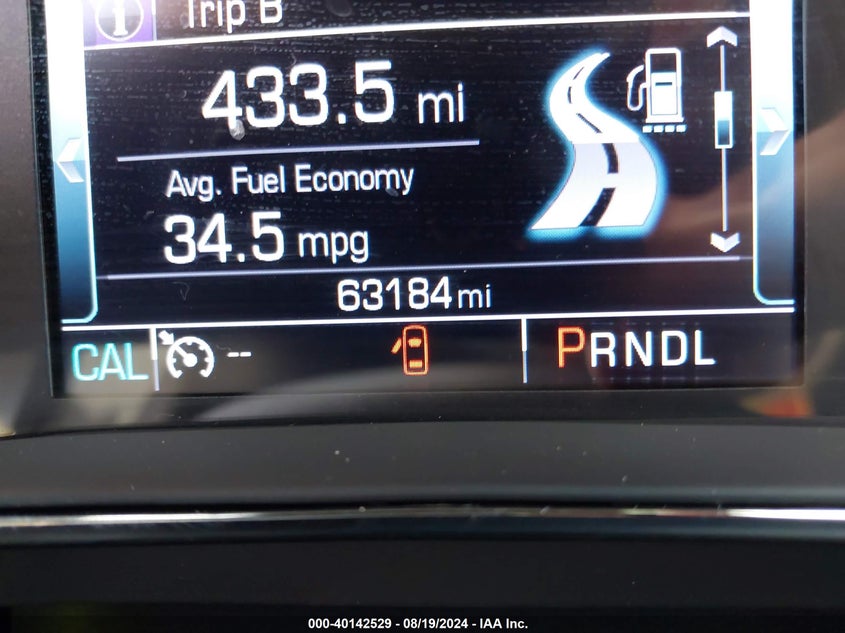 i Trip B
433.5 mi
Avg. Fuel Economy
34.5 mpg
63184 mi
CAL -- PRNDL
000-40142529 - 08/19/2024 - IAA Inc.